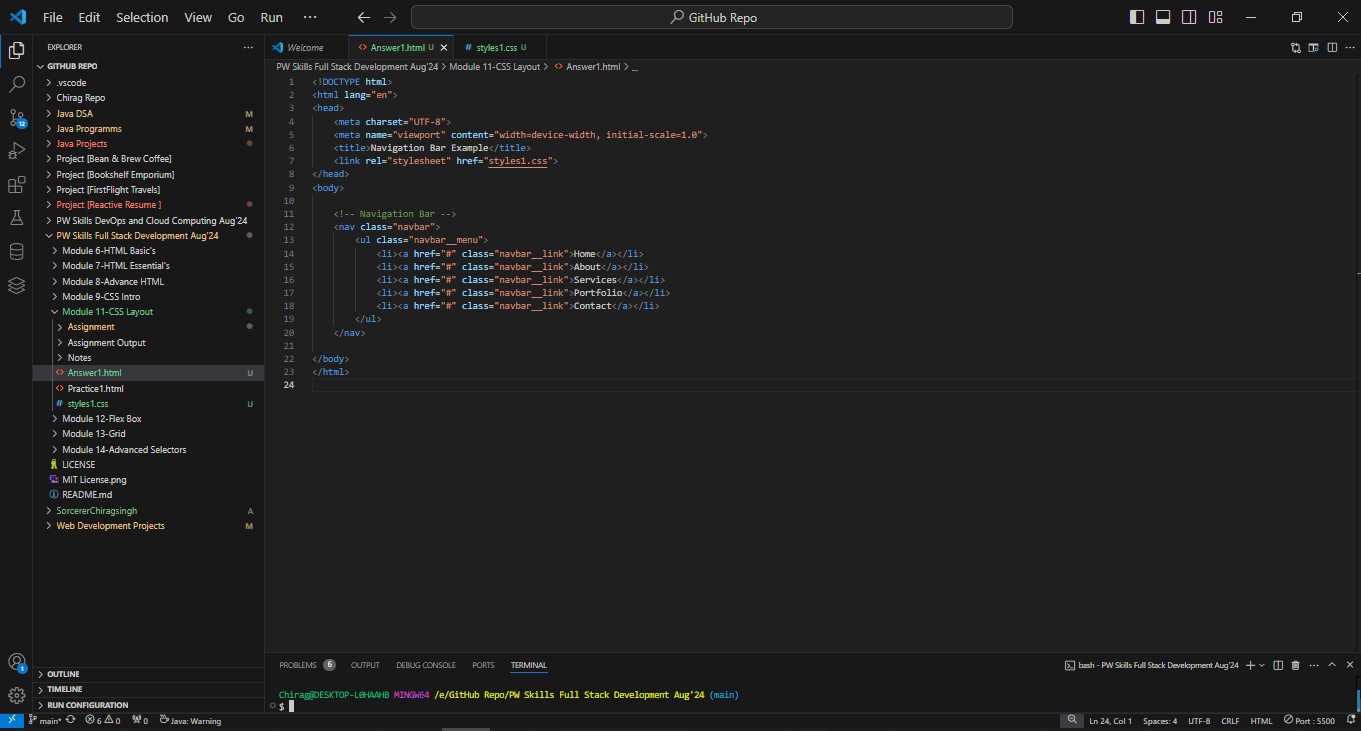 File Edit Selection View Go Run ··· GitHub Repo
EXPLORER ···
GITHUB REPO
.vscode
Chirag Repo
Java DSA M
Java Programms M
Java Projects
Project [Bean & Brew Coffee]
Project [Bookshelf Emporium]
Project [FirstFlight Travels]
Project [Reactive Resume ]
PW Skills DevOps and Cloud Computing Aug'24
PW Skills Full Stack Development Aug'24
Module 6-HTML Basic's
Module 7-HTML Essential's
Module 8-Advance HTML
Module 9-CSS Intro
Module 11-CSS Layout
Assignment
Assignment Output
Notes
Answer1.html U
Practice1.html
styles1.css U
Module 12-Flex Box
Module 13-Grid
Module 14-Advanced Selectors
LICENSE
MIT License.png
README.md
SorcererChiragsingh A
Web Development Projects M
OUTLINE
TIMELINE
RUN CONFIGURATION
12
1
Welcome Answer1.html U styles1.css U
PW Skills Full Stack Development Aug'24 > Module 11-CSS Layout > Answer1.html > ...
1 <!DOCTYPE html>
2 <html lang="en">
3 <head>
4 <meta charset="UTF-8">
5 <meta name="viewport" content="width=device-width, initial-scale=1.0">
6 <title>Navigation Bar Example</title>
7 <link rel="stylesheet" href="styles1.css">
8 </head>
9 <body>
10
11 <!-- Navigation Bar -->
12 <nav class="navbar">
13 <ul class="navbar__menu">
14 <li><a href="#" class="navbar__link">Home</a></li>
15 <li><a href="#" class="navbar__link">About</a></li>
16 <li><a href="#" class="navbar__link">Services</a></li>
17 <li><a href="#" class="navbar__link">Portfolio</a></li>
18 <li><a href="#" class="navbar__link">Contact</a></li>
19 </ul>
20 </nav>
21
22 </body>
23 </html>
24
PROBLEMS 6 OUTPUT DEBUG CONSOLE PORTS TERMINAL bash - PW Skills Full Stack Development Aug'24
Chirag@DESKTOP-L0HAAHB MINGW64 /e/GitHub Repo/PW Skills Full Stack Development Aug'24 (main)
$
main* 6 0 0 Java: Warning Ln 24, Col 1 Spaces: 4 UTF-8 CRLF HTML Port : 5500